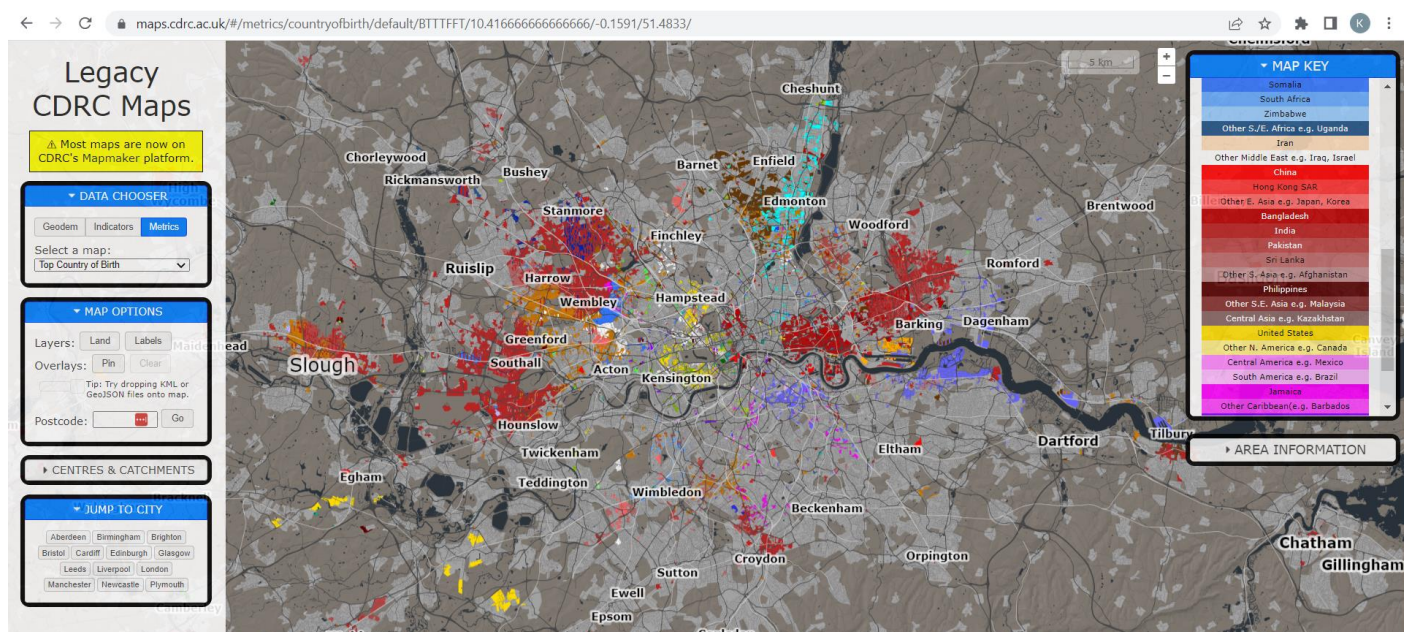 maps.cdrc.ac.uk/#/metrics/countryofbirth/default/BTTTFFT/10.416666666666666/-0.1591/51.4833/
K
Legacy
CDRC Maps
⚠ Most maps are now on
CDRC's Mapmaker platform.
DATA CHOOSER
Geodem Indicators Metrics
Select a map:
Top Country of Birth
MAP OPTIONS
Layers: Land Labels
Overlays: Pin Clear
Tip: Try dropping KML or
GeoJSON files onto map.
Postcode: Go
CENTRES & CATCHMENTS
JUMP TO CITY
Aberdeen Birmingham Brighton
Bristol Cardiff Edinburgh Glasgow
Leeds Liverpool London
Manchester Newcastle Plymouth
5 km
+
−
Cheshunt
Chorleywood
Rickmansworth
Bushey
Barnet
Enfield
Stanmore
Edmonton
Brentwood
Finchley
Woodford
Ruislip
Harrow
Romford
Wembley
Hampstead
Greenford
Barking
Dagenham
Slough
Southall
Acton
Kensington
Hounslow
Twickenham
Eltham
Dartford
Tilbury
Egham
Teddington
Wimbledon
Beckenham
Croydon
Orpington
Chatham
Gillingham
Sutton
Ewell
Epsom
MAP KEY
Somalia
South Africa
Zimbabwe
Other S./E. Africa e.g. Uganda
Iran
Other Middle East e.g. Iraq, Israel
China
Hong Kong SAR
Other E. Asia e.g. Japan, Korea
Bangladesh
India
Pakistan
Sri Lanka
Other S. Asia e.g. Afghanistan
Philippines
Other S.E. Asia e.g. Malaysia
Central Asia e.g. Kazakhstan
United States
Other N. America e.g. Canada
Central America e.g. Mexico
South America e.g. Brazil
Jamaica
Other Caribbean(e.g. Barbados
AREA INFORMATION